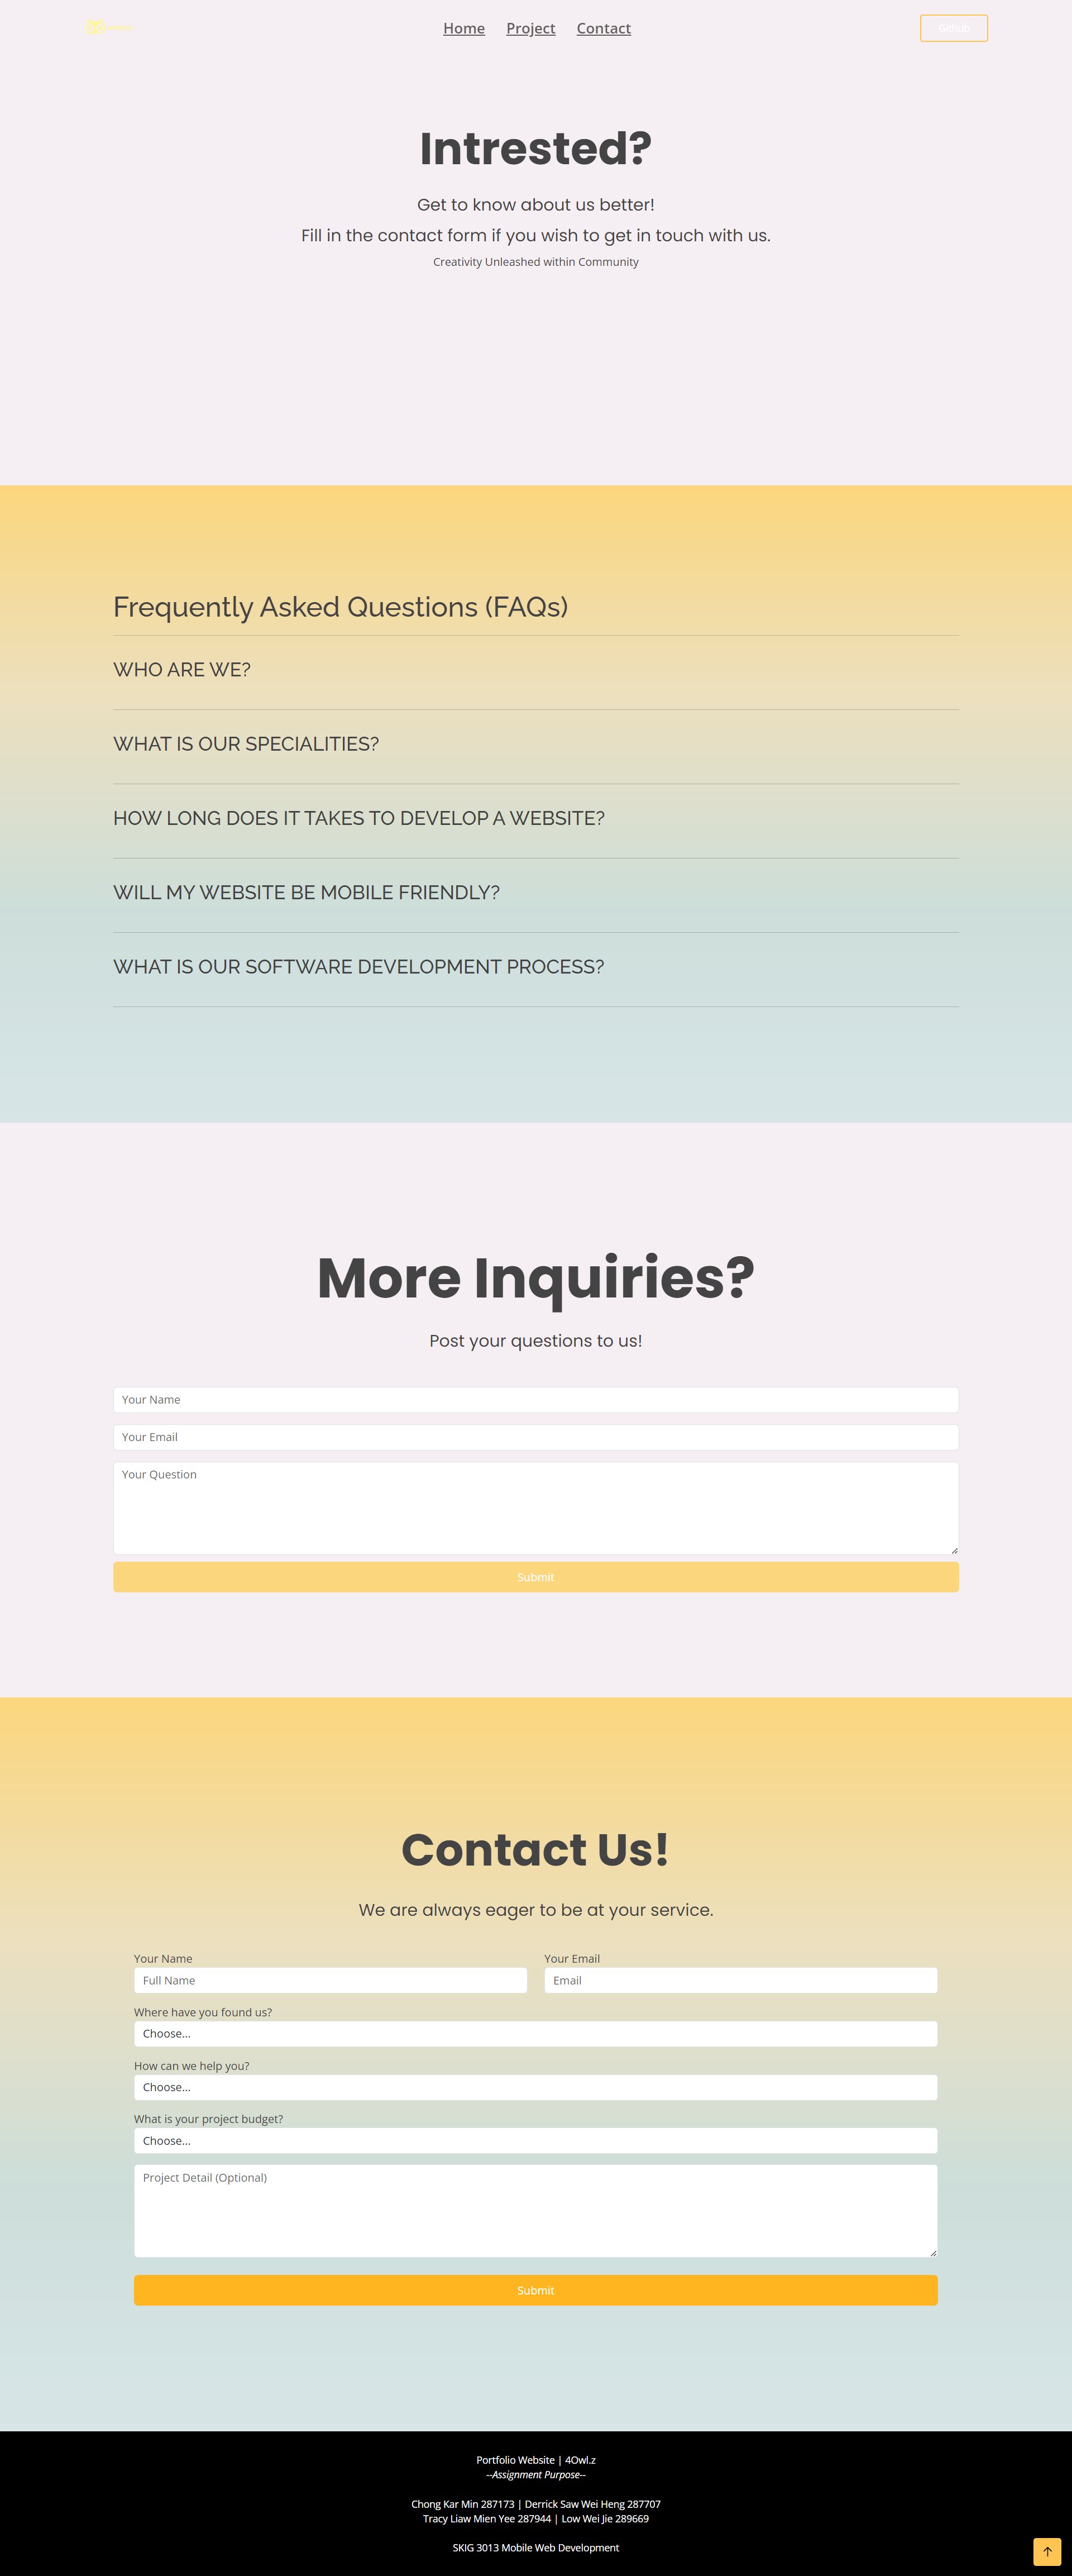 Home Project Contact
Github
Intrested?
Get to know about us better!
Fill in the contact form if you wish to get in touch with us.
Creativity Unleashed within Community
Frequently Asked Questions (FAQs)
WHO ARE WE?
WHAT IS OUR SPECIALITIES?
HOW LONG DOES IT TAKES TO DEVELOP A WEBSITE?
WILL MY WEBSITE BE MOBILE FRIENDLY?
WHAT IS OUR SOFTWARE DEVELOPMENT PROCESS?
More Inquiries?
Post your questions to us!
Your Name
Your Email
Your Question
Submit
Contact Us!
We are always eager to be at your service.
Your Name Your Email
Full Name Email
Where have you found us?
Choose...
How can we help you?
Choose...
What is your project budget?
Choose...
Project Detail (Optional)
Submit
Portfolio Website | 4Owl.z
--Assignment Purpose--
Chong Kar Min 287173 | Derrick Saw Wei Heng 287707
Tracy Liaw Mien Yee 287944 | Low Wei Jie 289669
SKIG 3013 Mobile Web Development